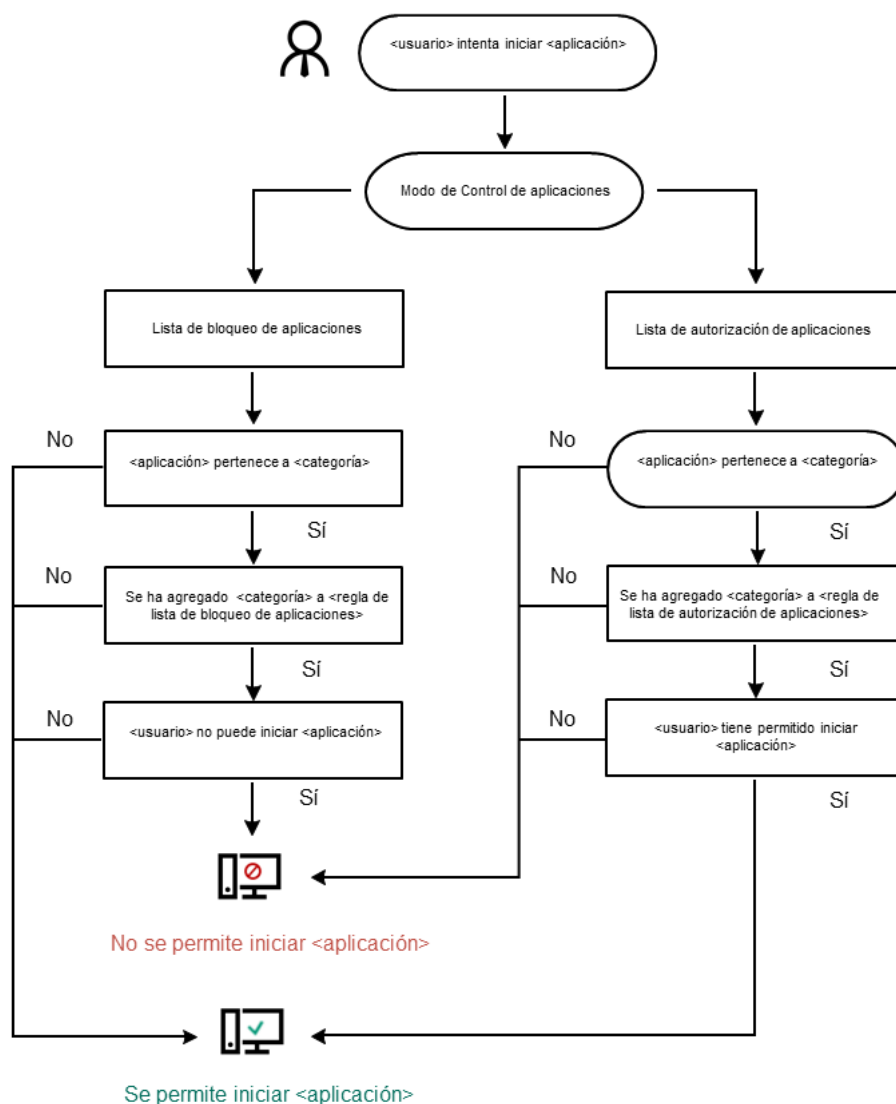 <usuario> intenta iniciar <aplicación>
Modo de Control de aplicaciones
Lista de bloqueo de aplicaciones
Lista de autorización de aplicaciones
No
<aplicación> pertenece a <categoría>
No
<aplicación> pertenece a <categoría>
Sí
Sí
No
Se ha agregado <categoría> a <regla de
lista de bloqueo de aplicaciones>
No
Se ha agregado <categoría> a <regla de
lista de autorización de aplicaciones>
Sí
Sí
No
<usuario> no puede iniciar <aplicación>
No
<usuario> tiene permitido iniciar
<aplicación>
Sí
Sí
No se permite iniciar <aplicación>
Se permite iniciar <aplicación>